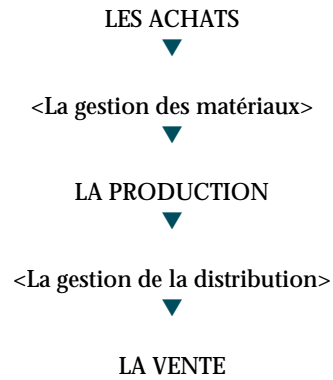 LES ACHATS
<La gestion des matériaux>
LA PRODUCTION
<La gestion de la distribution>
LA VENTE